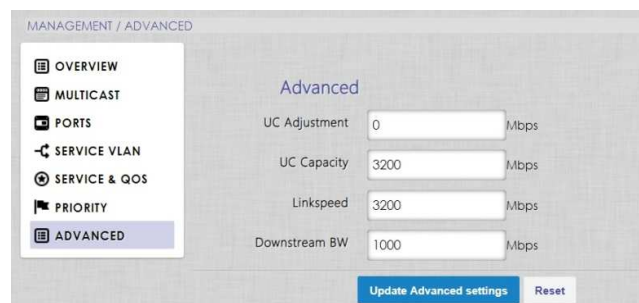 MANAGEMENT / ADVANCED
OVERVIEW
MULTICAST
PORTS
SERVICE VLAN
SERVICE & QOS
PRIORITY
ADVANCED
Advanced
UC Adjustment 0 Mbps
UC Capacity 3200 Mbps
Linkspeed 3200 Mbps
Downstream BW 1000 Mbps
Update Advanced settings Reset